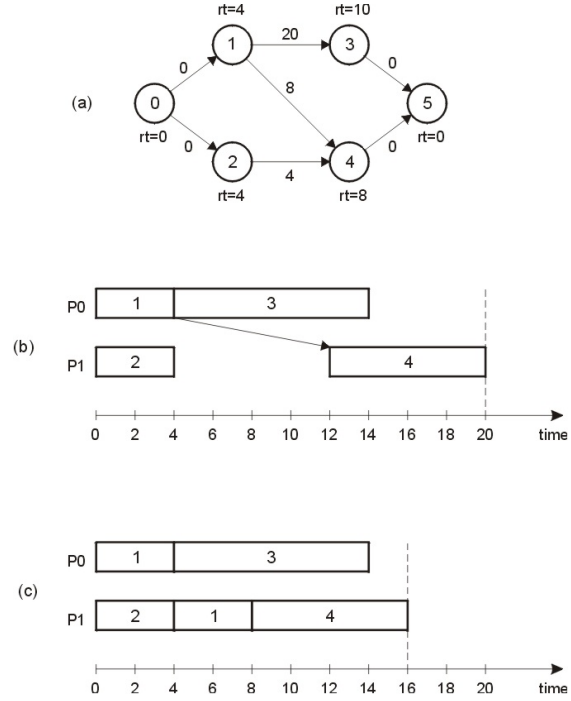 rt=4 rt=10
1 20 3
0 0
(a) 0 8 5
rt=0 rt=0
0 0
2 4 4
rt=4 rt=8
(b)
P0 1 3
P1 2 4
0 2 4 6 8 10 12 14 16 18 20 time
(c)
P0 1 3
P1 2 1 4
0 2 4 6 8 10 12 14 16 18 20 time